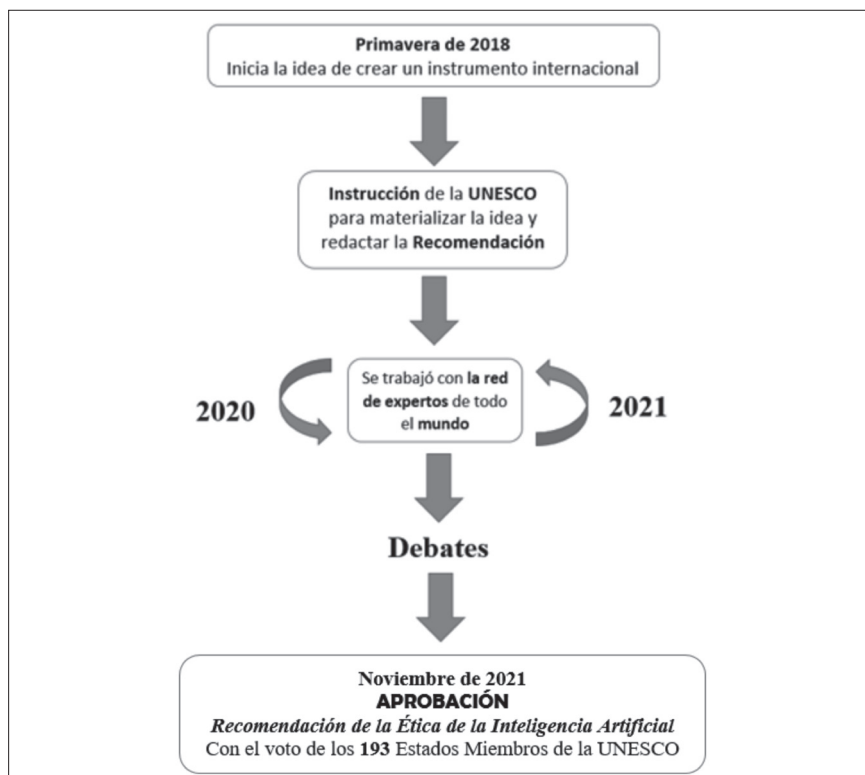 Primavera de 2018
Inicia la idea de crear un instrumento internacional
Instrucción de la UNESCO
para materializar la idea y
redactar la Recomendación
2020
Se trabajó con la red
de expertos de todo
el mundo
2021
Debates
Noviembre de 2021
APROBACIÓN
Recomendación de la Ética de la Inteligencia Artificial
Con el voto de los 193 Estados Miembros de la UNESCO